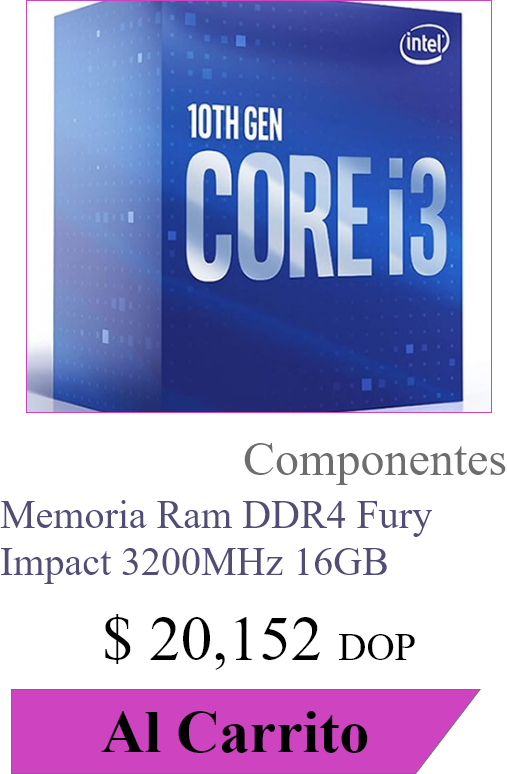 intel
10TH GEN
CORE i3
Componentes
Memoria Ram DDR4 Fury
Impact 3200MHz 16GB
$ 20,152 DOP
Al Carrito